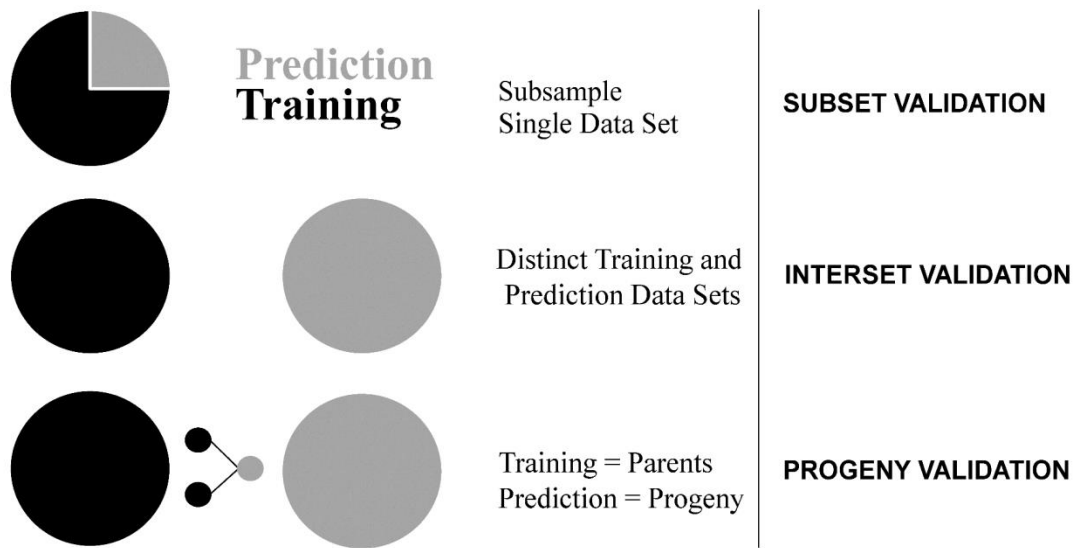 Prediction
Training
Subsample
Single Data Set
SUBSET VALIDATION
Distinct Training and
Prediction Data Sets
INTERSET VALIDATION
Training = Parents
Prediction = Progeny
PROGENY VALIDATION